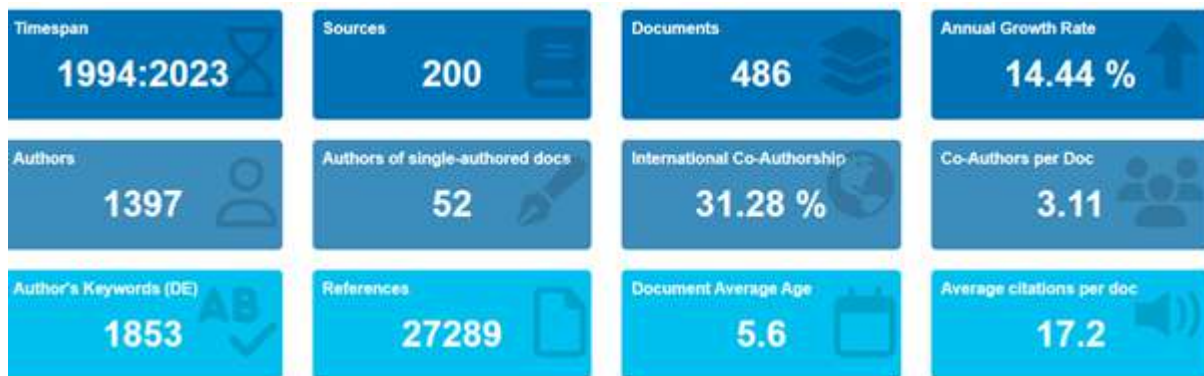 Timespan
1994:2023
Sources
200
Documents
486
Annual Growth Rate
14.44 %
Authors
1397
Authors of single-authored docs
52
International Co-Authorship
31.28 %
Co-Authors per Doc
3.11
Author's Keywords (DE)
1853
AB
References
27289
Document Average Age
5.6
Average citations per doc
17.2